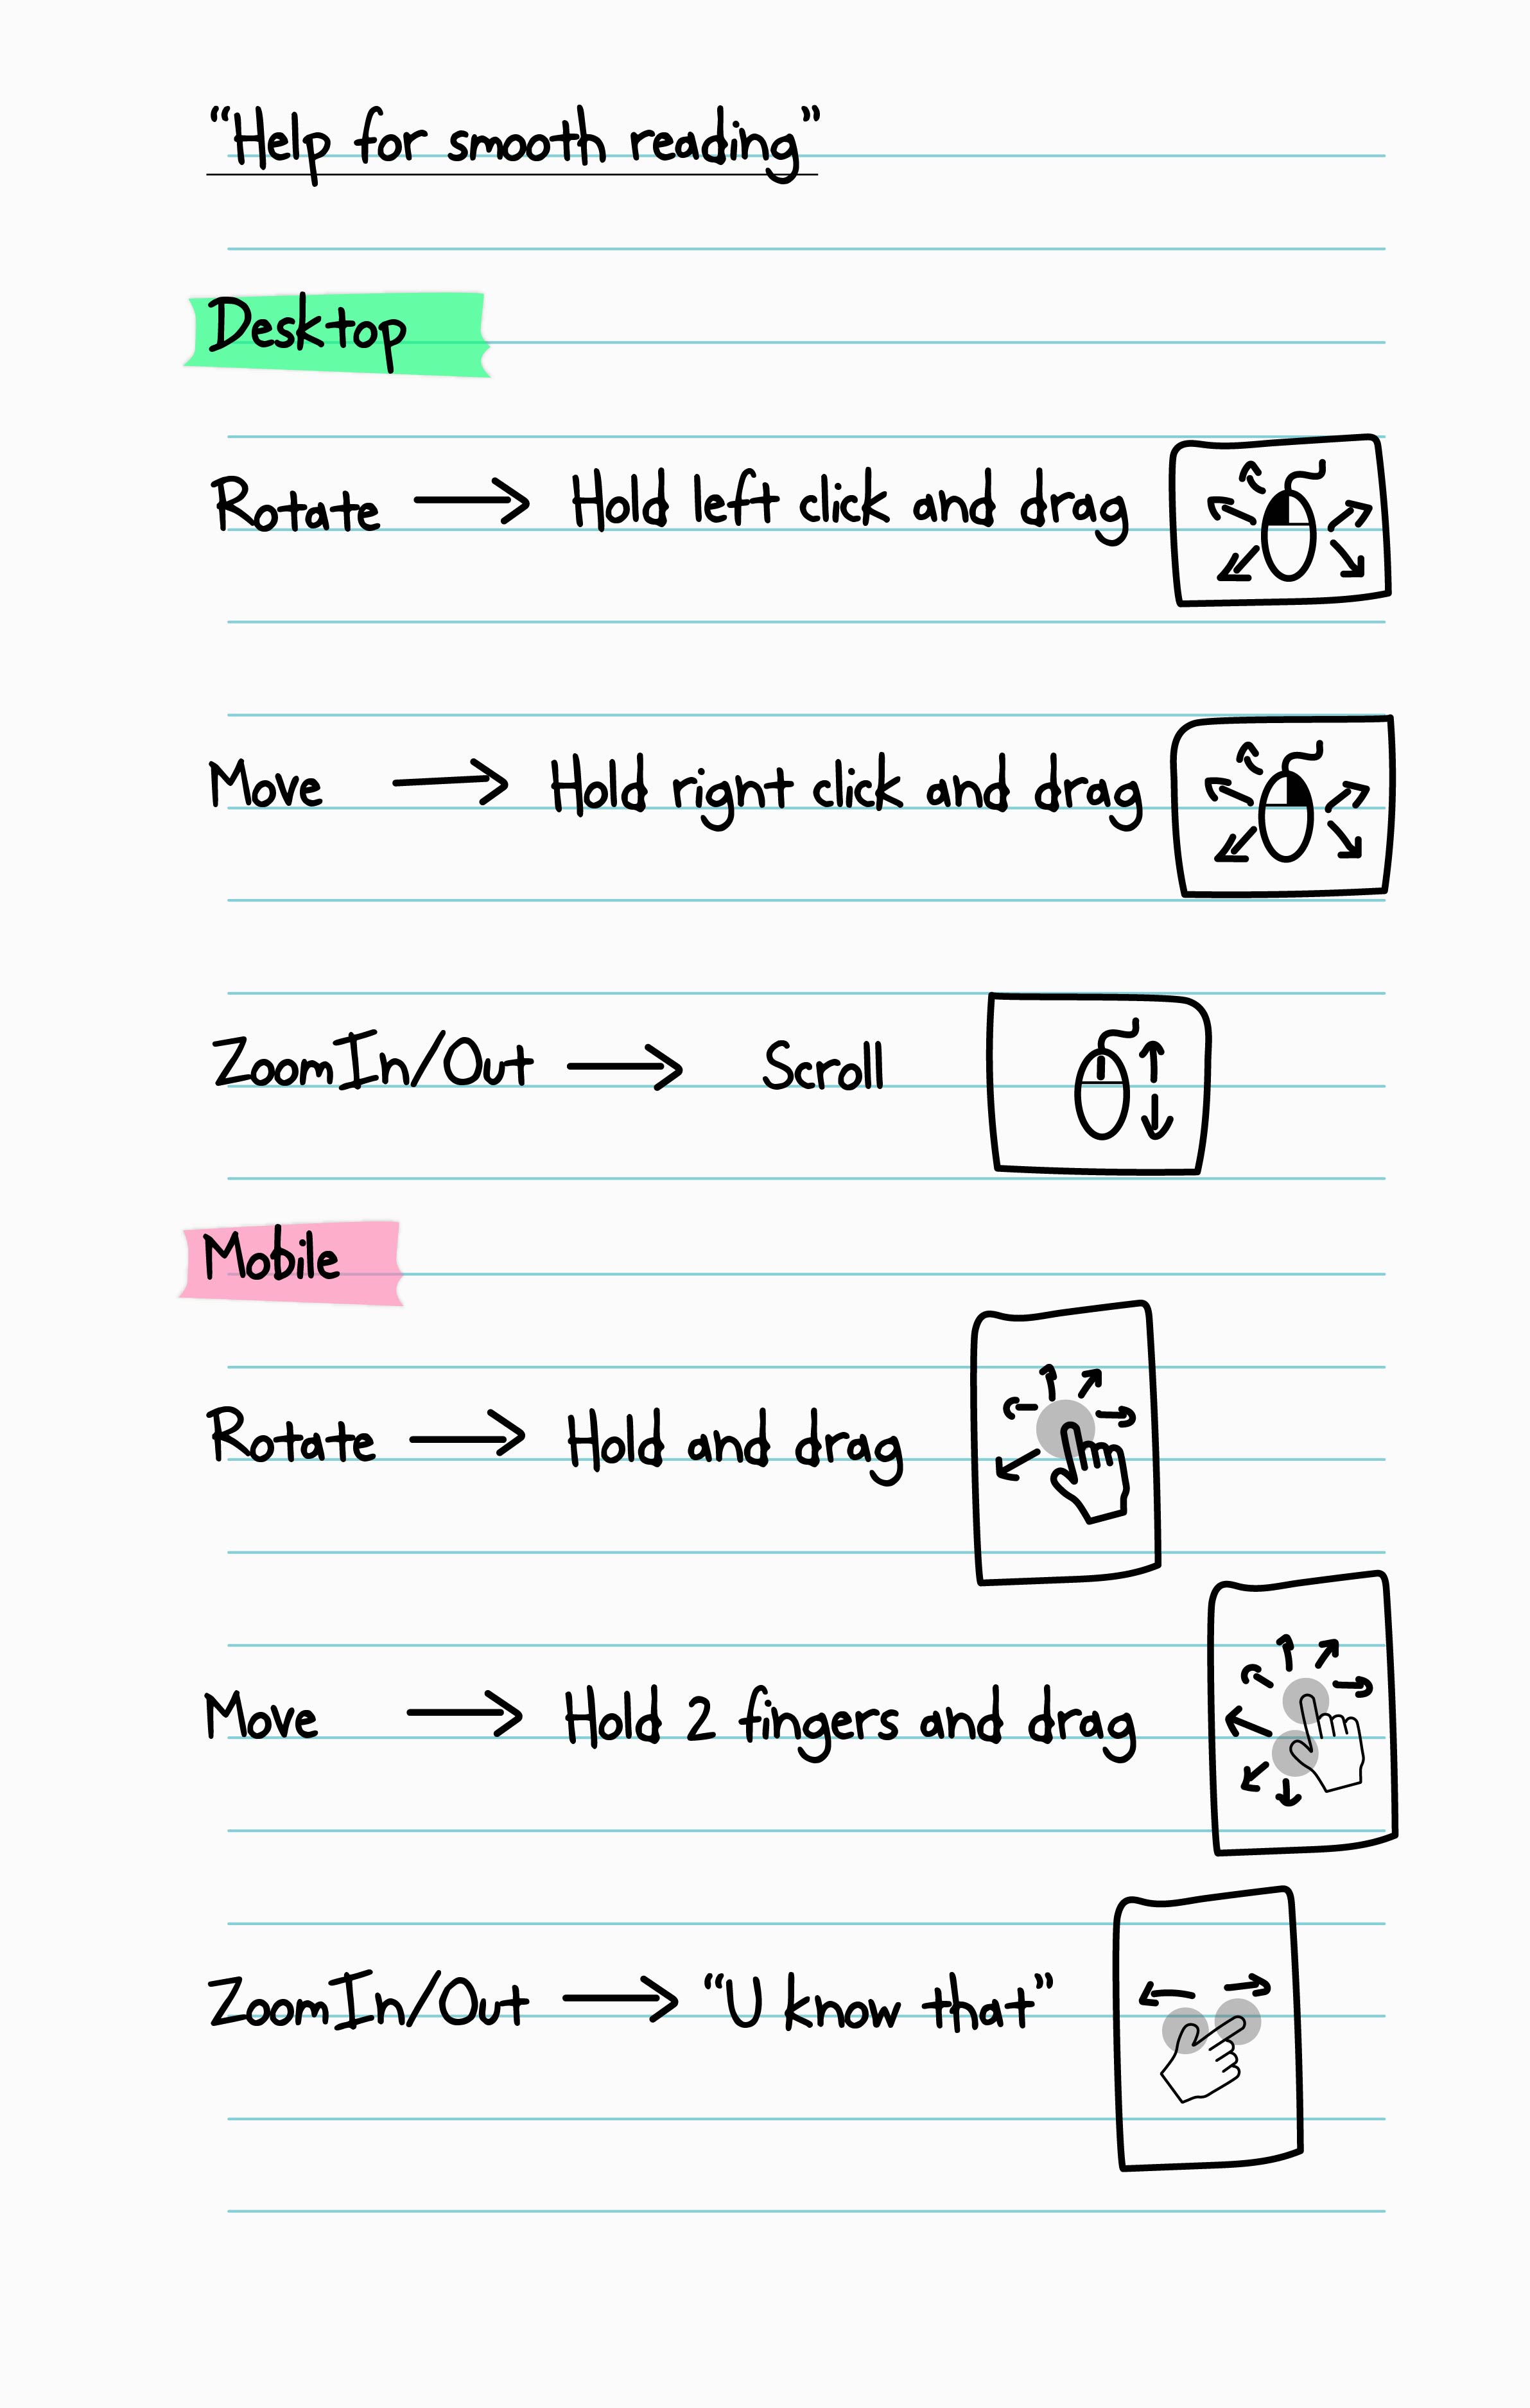 “Help for smooth reading”
Desktop
Rotate → Hold left click and drag
Move → Hold right click and drag
Zoom In/Out → Scroll
Mobile
Rotate → Hold and drag
Move → Hold 2 fingers and drag
Zoom In/Out → “U know that”